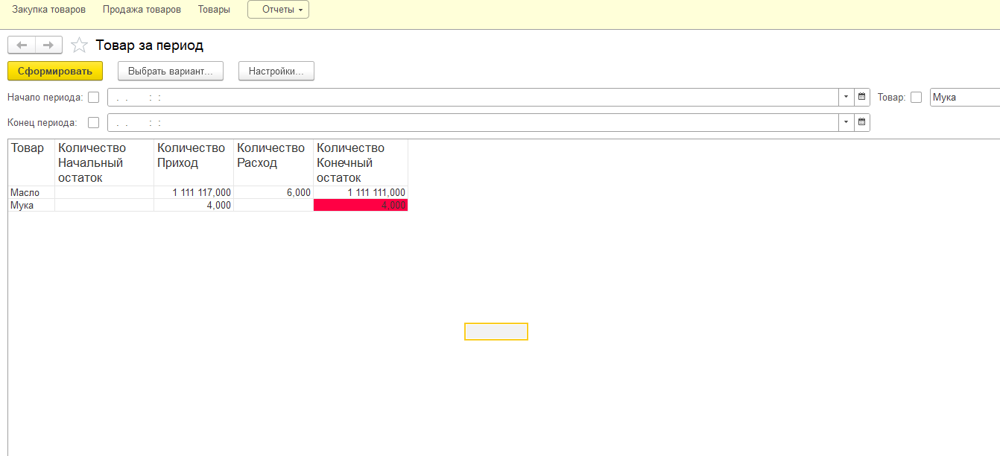 Закупка товаров Продажа товаров Товары Отчеты
Товар за период
Сформировать Выбрать вариант... Настройки...
Начало периода: . . : : Товар: Мука
Конец периода: . . : :
Товар Количество Количество Количество Количество
Начальный Приход Расход Конечный
остаток остаток
Масло 1 111 117,000 6,000 1 111 111,000
Мука 4,000 4,000